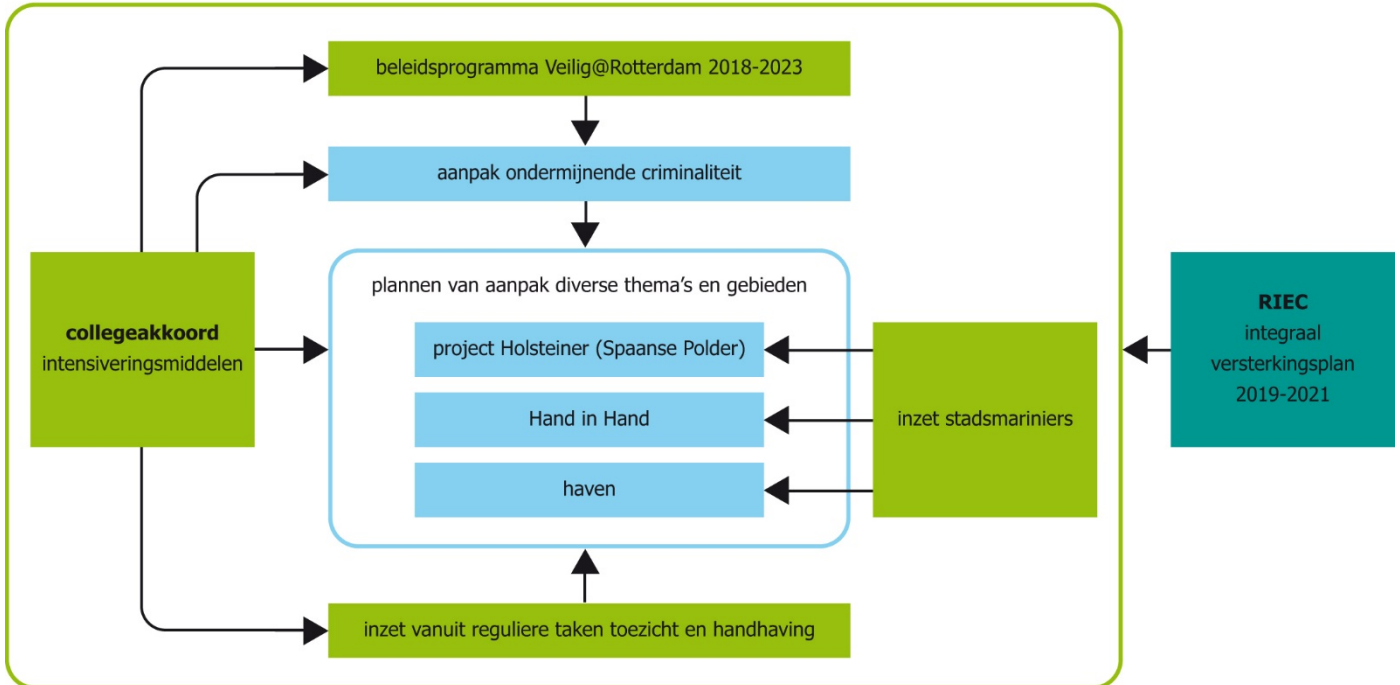 beleidsprogramma Veilig@Rotterdam 2018-2023
aanpak ondermijnende criminaliteit
collegeakkoord
intensiveringsmiddelen
plannen van aanpak diverse thema's en gebieden
project Holsteiner (Spaanse Polder)
Hand in Hand
haven
inzet stadsmariniers
RIEC
integraal
versterkingsplan
2019-2021
inzet vanuit reguliere taken toezicht en handhaving